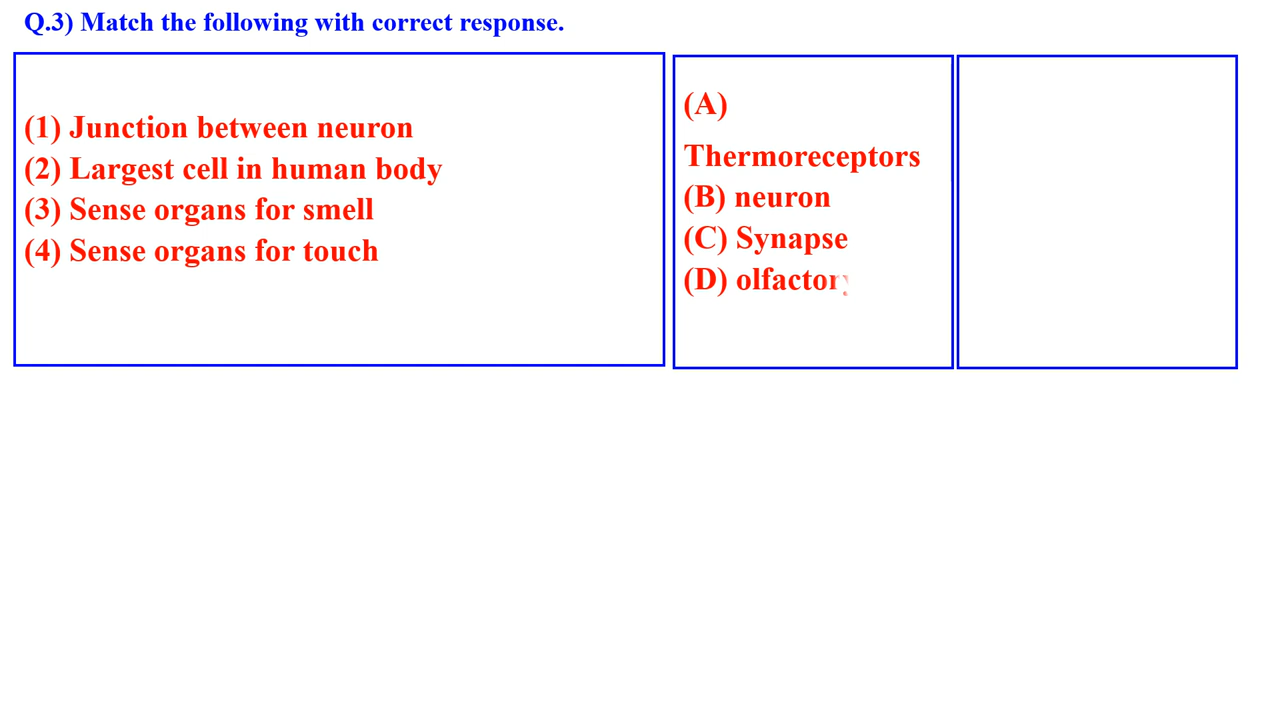 Q.3) Match the following with correct response.
(1) Junction between neuron
(2) Largest cell in human body
(3) Sense organs for smell
(4) Sense organs for touch
(A)
Thermoreceptors
(B) neuron
(C) Synapse
(D) olfactory